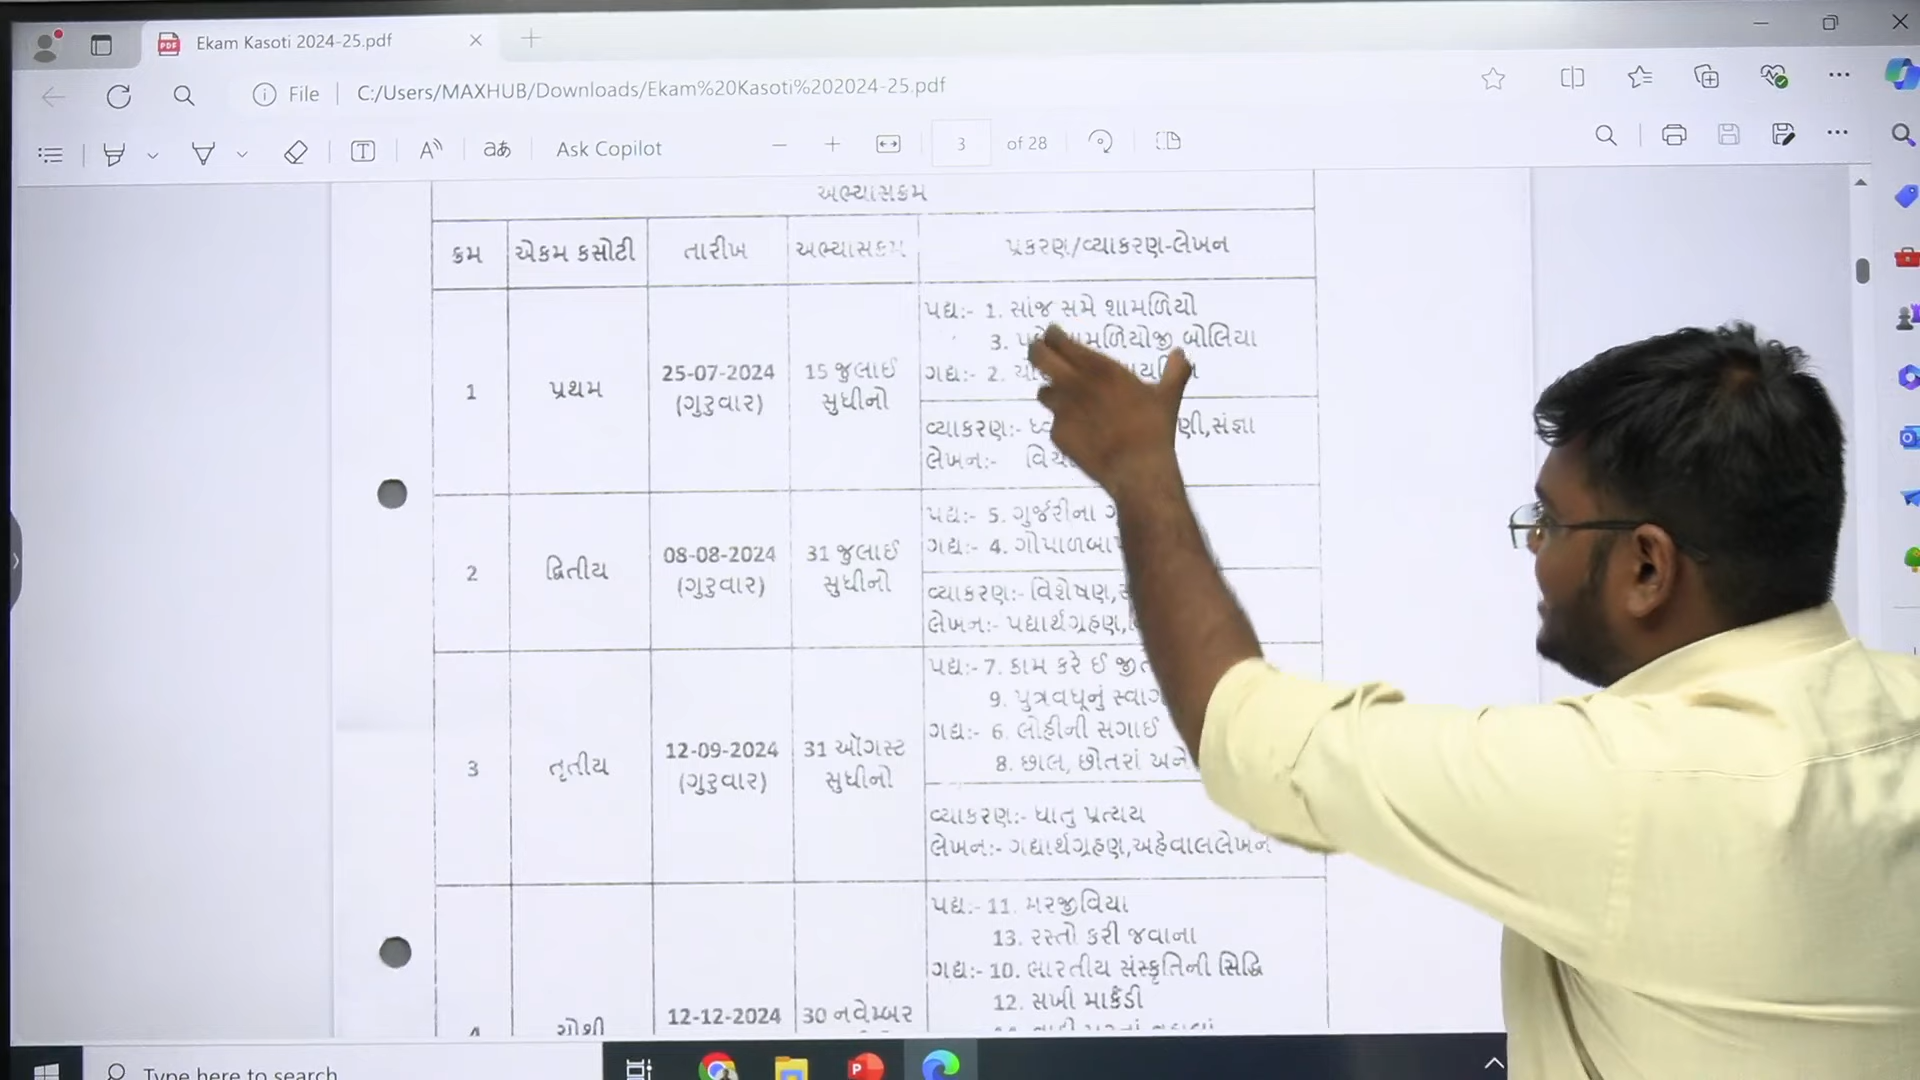 Ekam Kasoti 2024-25.pdf
File
C:/Users/MAXHUB/Downloads/Ekam%20Kasoti%202024-25.pdf
Ask Copilot
3 of 28
અભ્યાસક્રમ
ક્રમ એકમ કસોટી તારીખ અભ્યાસક્રમ પ્રકરણ/વ્યાકરણ-લેખન
1 પ્રથમ 25-07-2024 (ગુરુવાર) 15 જુલાઈ સુધીનો
પદ્ય:- 1. સાંજ સમે શામળિયો
3. બોલિયા
ગદ્ય:- 2.
વ્યાકરણ:- સંજ્ઞા
લેખન:-
2 દ્વિતીય 08-08-2024 (ગુરુવાર) 31 જુલાઈ સુધીનો
પદ્ય:- 5. ગુર્જરીના
ગદ્ય:- 4.
વ્યાકરણ:- વિશેષણ,
લેખન:- પદ્યાર્થગ્રહણ,
3 તૃતીય 12-09-2024 (ગુરુવાર) 31 ઑગસ્ટ સુધીનો
પદ્ય:- 7. કામ કરે ઈ
9. પુત્રવધૂનું
ગદ્ય:- 6. લોહીની સગાઈ
8. છાલ, છોતરાં અને
વ્યાકરણ:- ધાતુ પ્રત્યય
લેખન:- ગદ્યાર્થગ્રહણ,અહેવાલલેખન
12-12-2024 30 નવેમ્બર
પદ્ય:- 11. મરજીવિયા
13. રસ્તો કરી જવાના
ગદ્ય:- 10. ભારતીય સંસ્કૃતિની સિદ્ધિ
12. સખી માર્કંડી
Type here to search